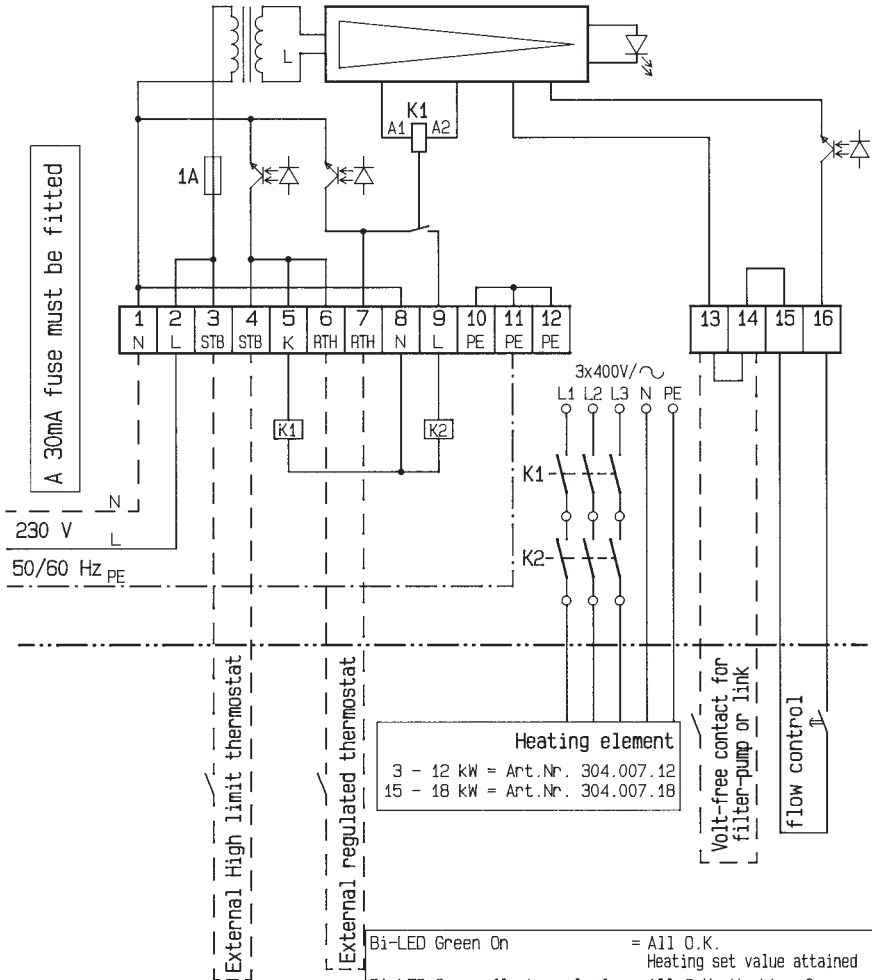 L
K1
A1 A2
1A
A 30mA fuse must be fitted
1 2 3 4 5 6 7 8 9 10 11 12
N L STB STB K RTH RTH N L PE PE PE
13 14 15 16
3x400V/~
L1 L2 L3 N PE
K1 K2
K1
K2
N
230 V L
50/60 Hz PE
External High limit thermostat
External regulated thermostat
Heating element
3 - 12 kW = Art.Nr. 304.007.12
15 - 18 kW = Art.Nr. 304.007.18
Volt-free contact for
filter-pump or link
flow control
Bi-LED Green On = All O.K.
Heating set value attained